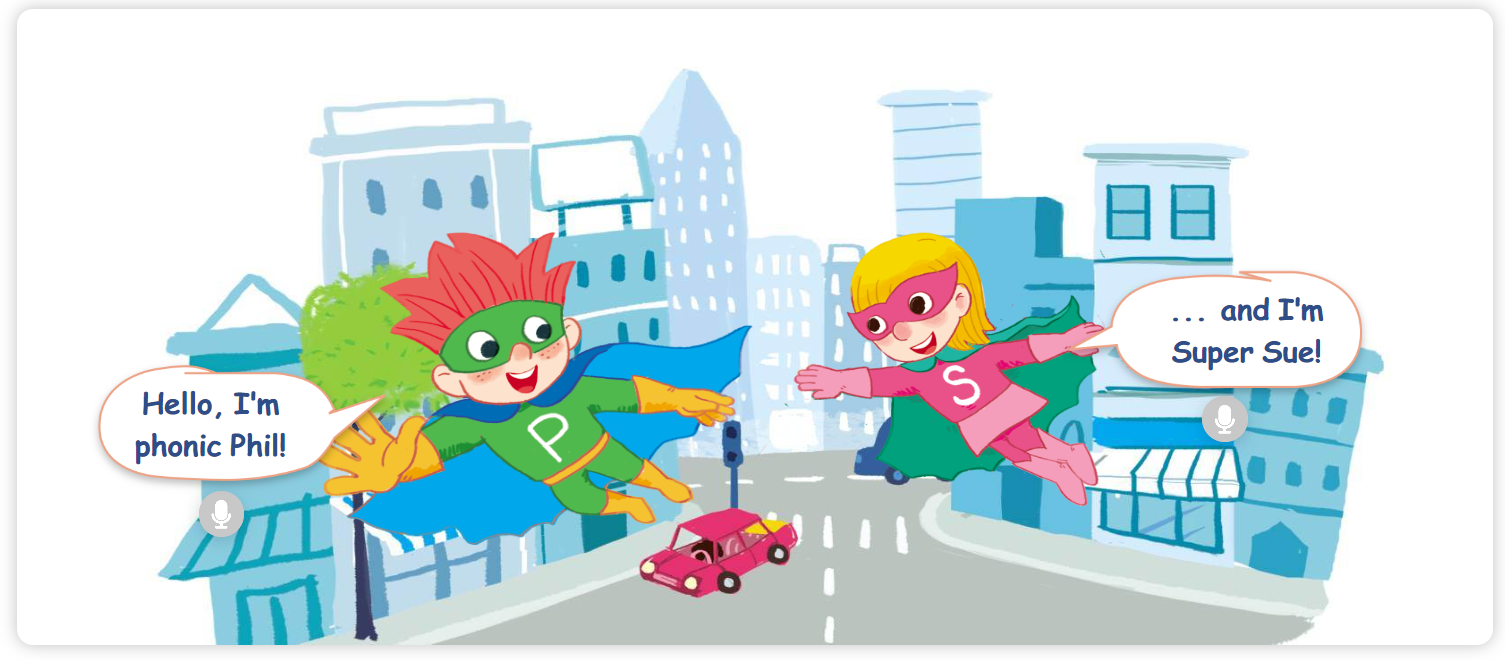 Hello, I'm
phonic Phil!
P
S
... and I'm
Super Sue!